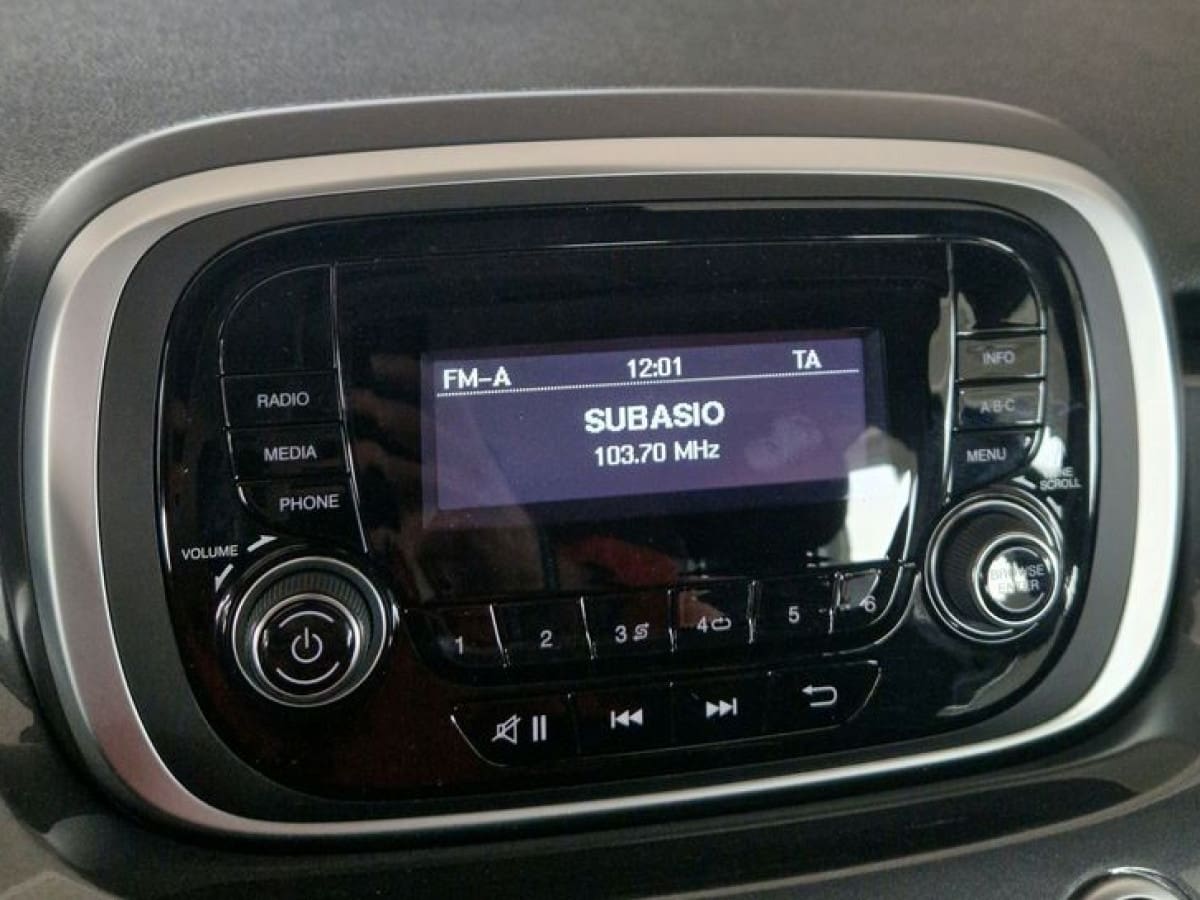 FM-A 12:01 TA
SUBASIO
103.70 MHz
RADIO
MEDIA
PHONE
VOLUME
INFO
A-B-C
MENU
SCROLL
BROWSE
ENTER
1 2 3 4 5 6